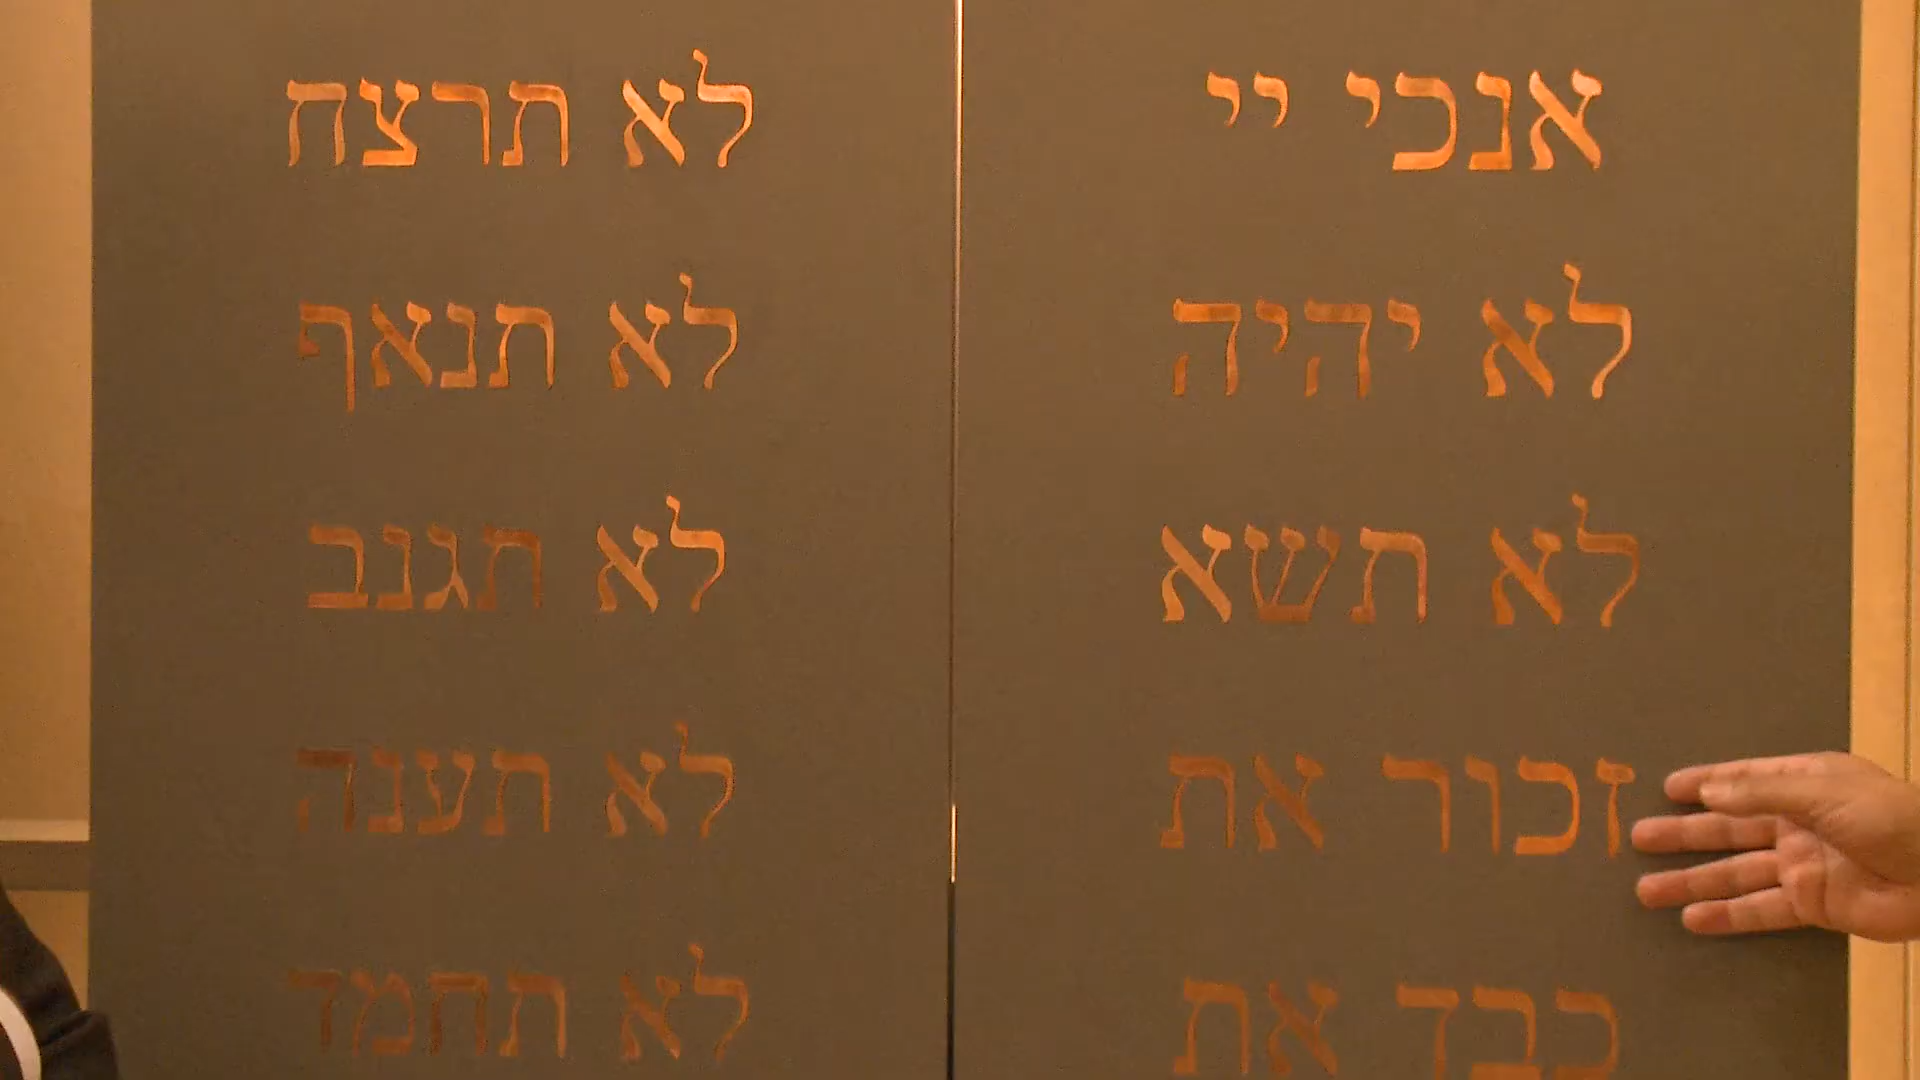 אנכי יי
לא יהיה
לא תשא
זכור את
כבד את
לא תרצח
לא תנאף
לא תגנב
לא תענה
לא תחמד